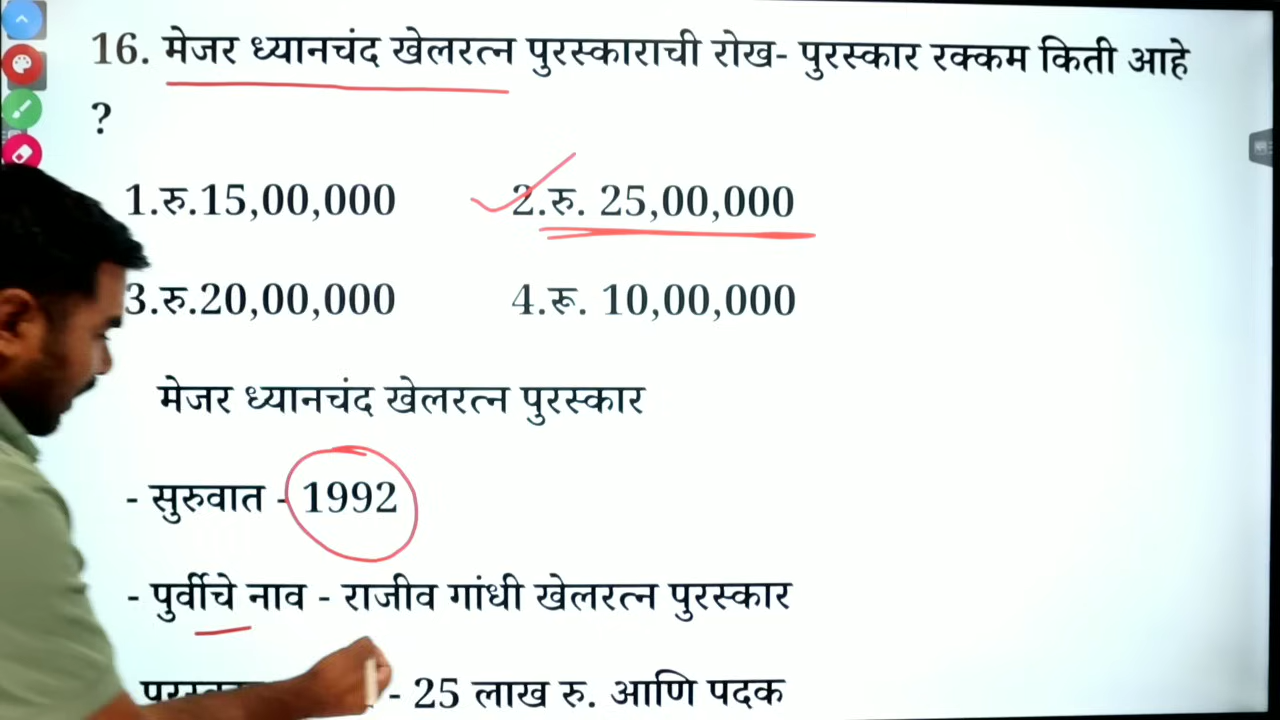 16. मेजर ध्यानचंद खेलरत्न पुरस्काराची रोख- पुरस्कार रक्कम किती आहे
?
1.रु.15,00,000 2.रु. 25,00,000
3.रु.20,00,000 4.रू. 10,00,000
मेजर ध्यानचंद खेलरत्न पुरस्कार
- सुरुवात - 1992
- पुर्वीचे नाव - राजीव गांधी खेलरत्न पुरस्कार
- 25 लाख रु. आणि पदक